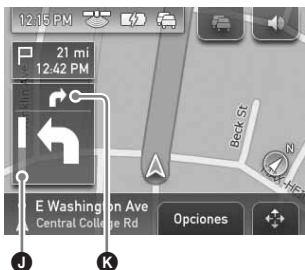 12:15 PM
21 mi
12:42 PM
Beck St
E Washington Ave
Central College Rd
Opciones
J
K